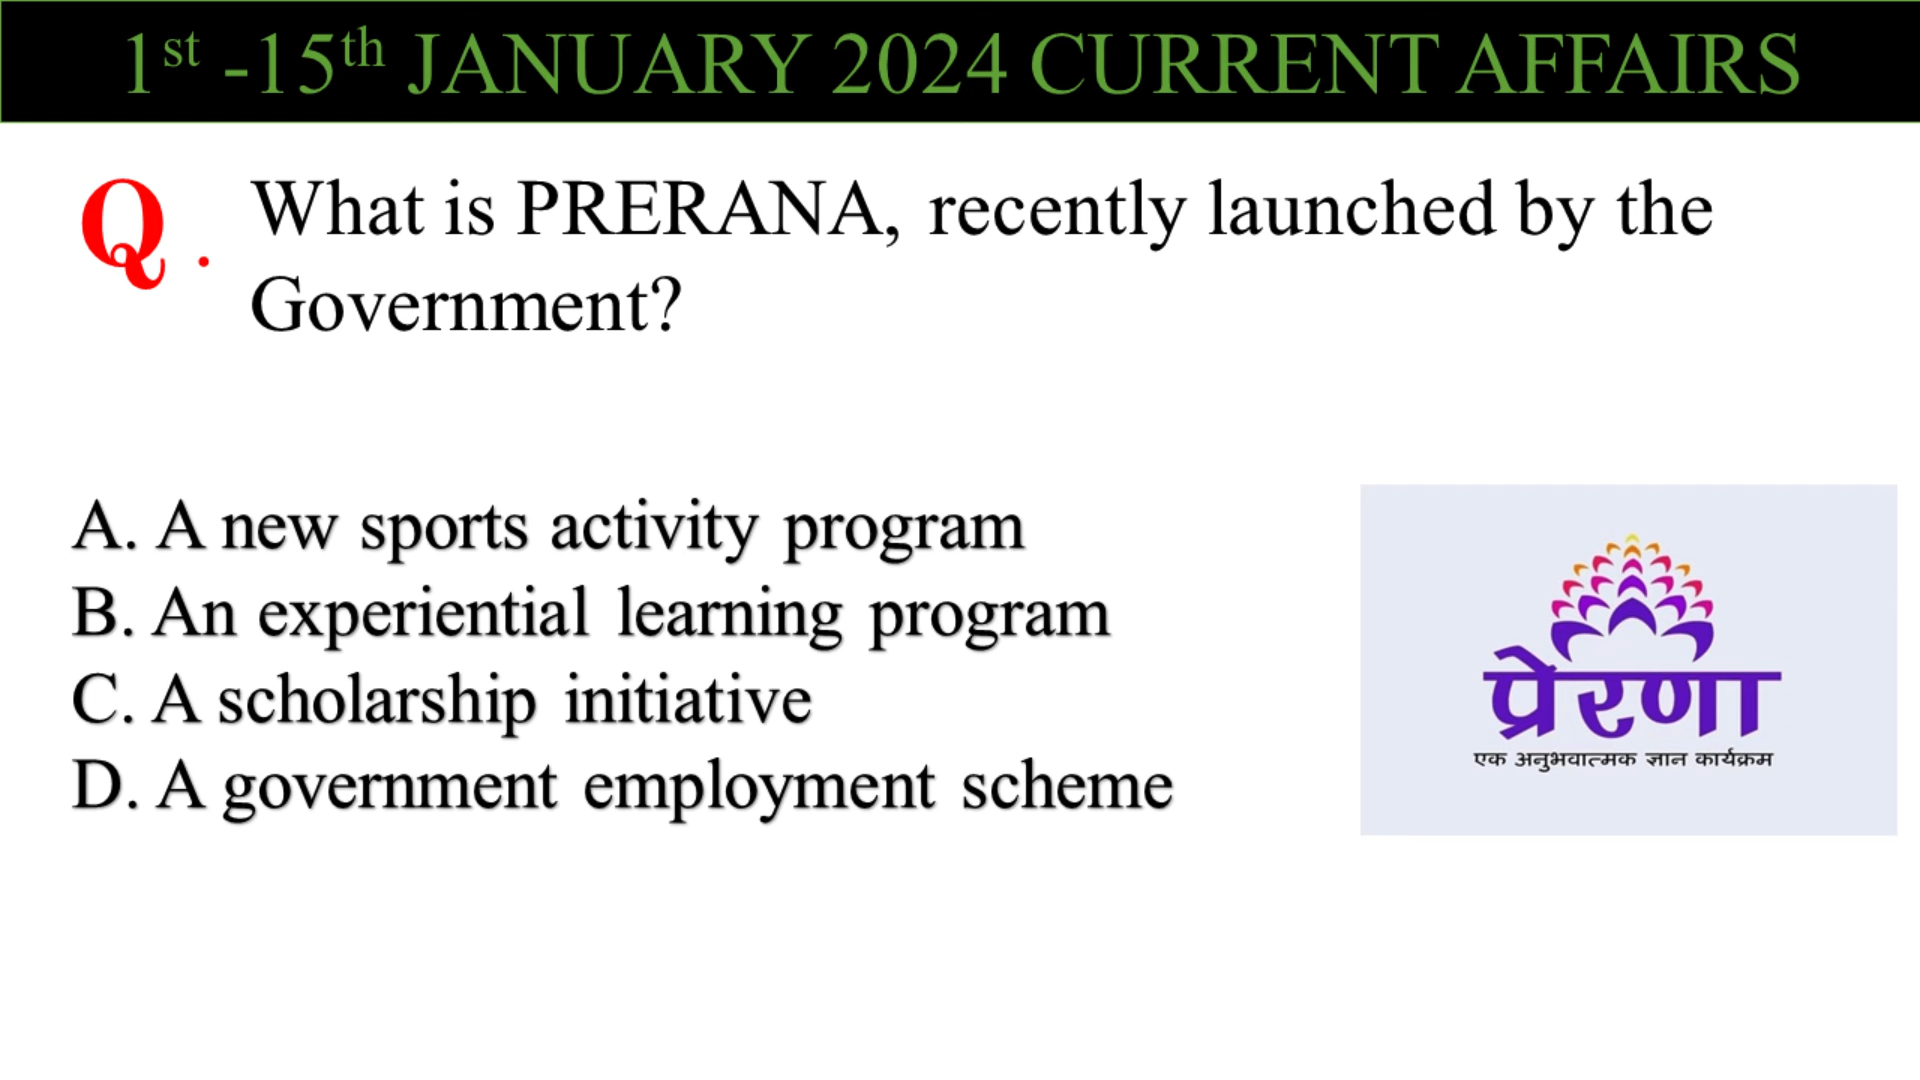 1st -15th JANUARY 2024 CURRENT AFFAIRS
Q. What is PRERANA, recently launched by the
Government?
A. A new sports activity program
B. An experiential learning program
C. A scholarship initiative
D. A government employment scheme
प्रेरणा
एक अनुभवात्मक ज्ञान कार्यक्रम